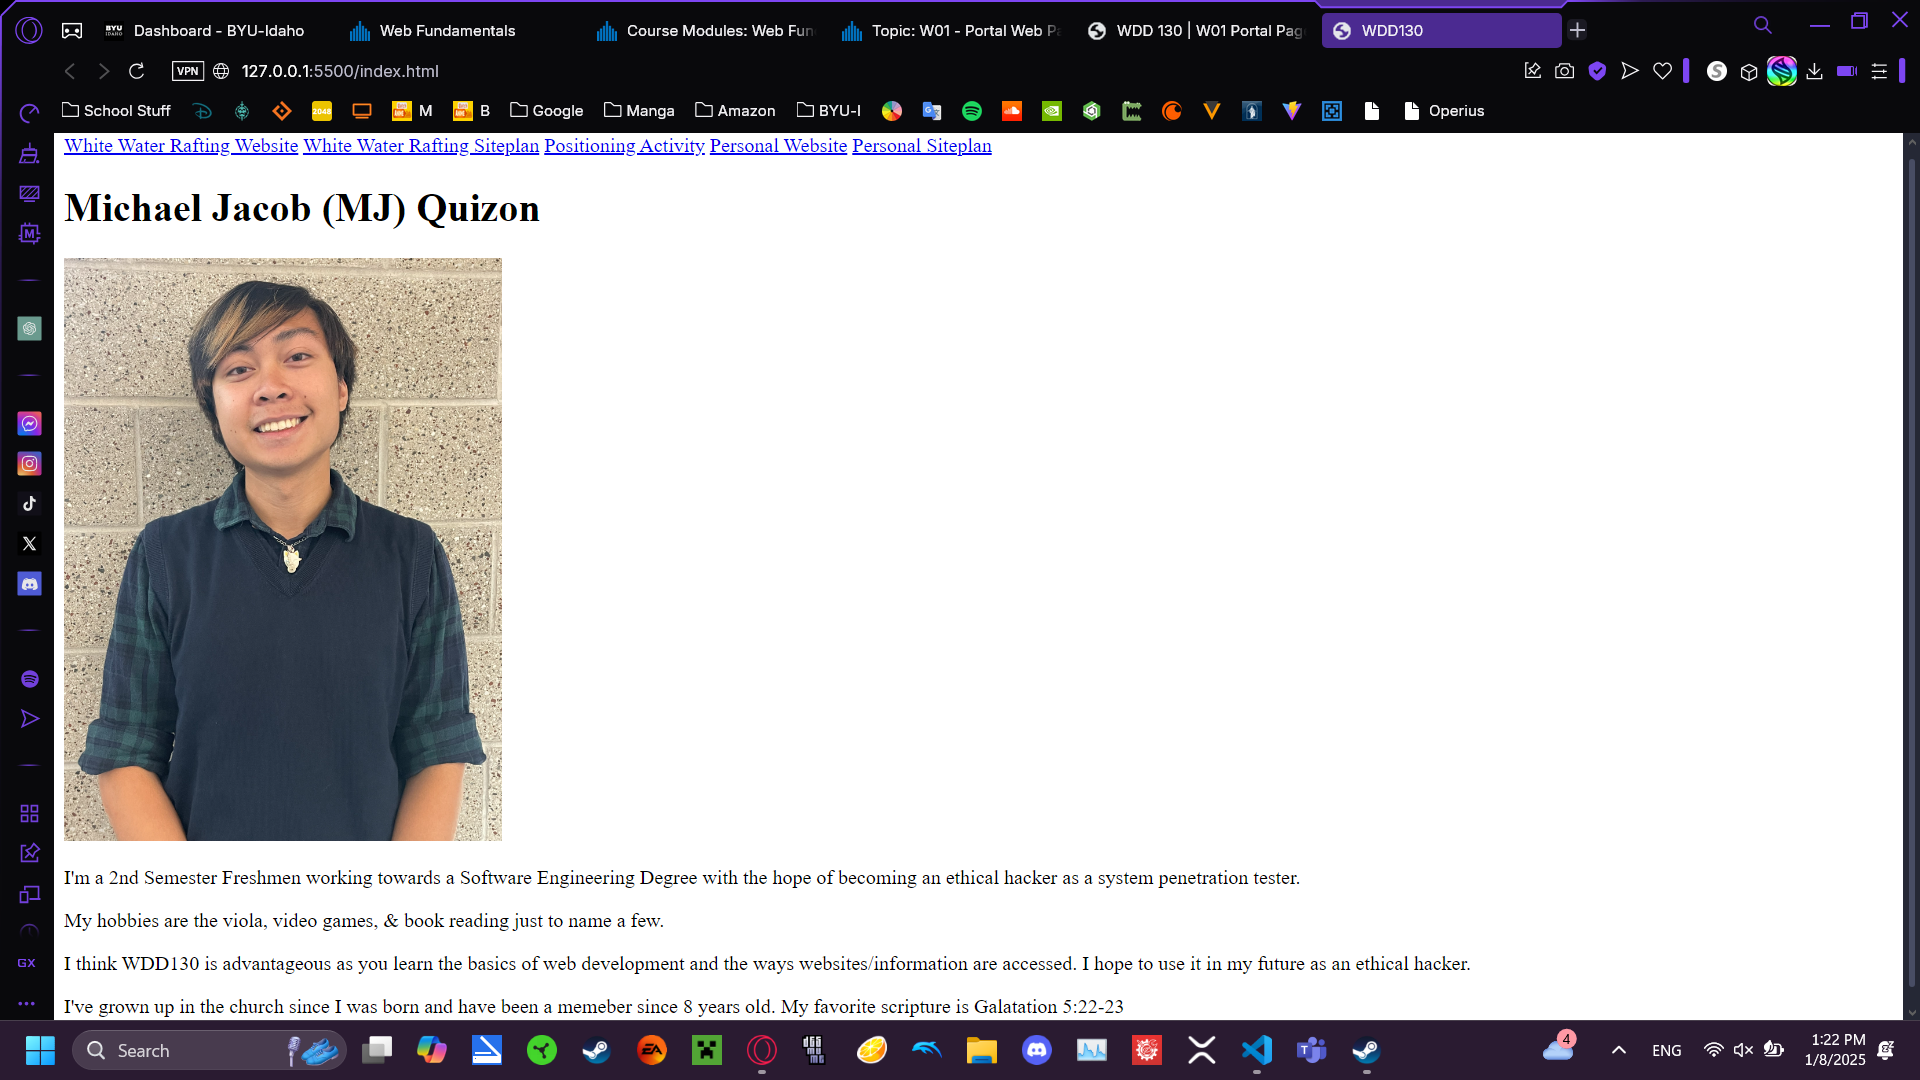 BYU IDAHO Dashboard - BYU-Idaho
Web Fundamentals
Course Modules: Web Fun
Topic: W01 - Portal Web Pa
WDD 130 | W01 Portal Pag
WDD130
VPN 127.0.0.1:5500/index.html
School Stuff
2048
M
B
Google
Manga
Amazon
BYU-I
Operius
White Water Rafting Website White Water Rafting Siteplan Positioning Activity Personal Website Personal Siteplan
Michael Jacob (MJ) Quizon
I'm a 2nd Semester Freshmen working towards a Software Engineering Degree with the hope of becoming an ethical hacker as a system penetration tester.
My hobbies are the viola, video games, & book reading just to name a few.
I think WDD130 is advantageous as you learn the basics of web development and the ways websites/information are accessed. I hope to use it in my future as an ethical hacker.
I've grown up in the church since I was born and have been a memeber since 8 years old. My favorite scripture is Galatation 5:22-23
GX
Search
EA
4
ENG
1:22 PM
1/8/2025